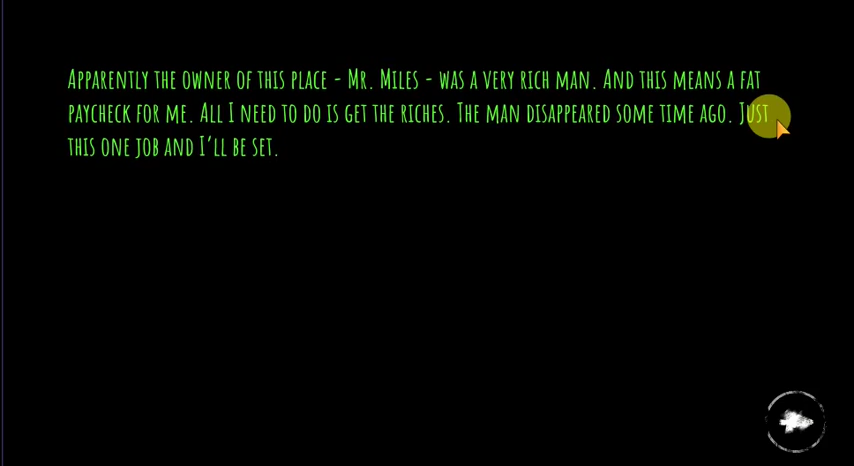 Apparently the owner of this place - Mr. Miles - was a very rich man. And this means a fat
paycheck for me. All I need to do is get the riches. The man disappeared some time ago. Just
this one job and I'll be set.